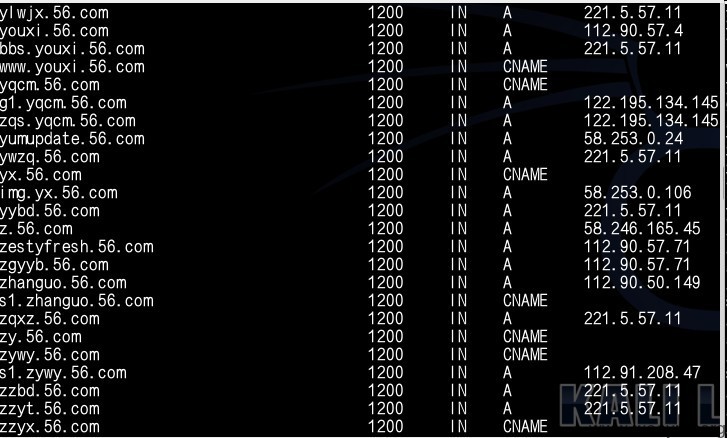 ylwjx.56.com 1200 IN A 221.5.57.11
youxi.56.com 1200 IN A 112.90.57.4
bbs.youxi.56.com 1200 IN A 221.5.57.11
www.youxi.56.com 1200 IN CNAME
yqcm.56.com 1200 IN CNAME
g1.yqcm.56.com 1200 IN A 122.195.134.145
zqs.yqcm.56.com 1200 IN A 122.195.134.145
yumupdate.56.com 1200 IN A 58.253.0.24
ywzq.56.com 1200 IN A 221.5.57.11
yx.56.com 1200 IN CNAME
img.yx.56.com 1200 IN A 58.253.0.106
yybd.56.com 1200 IN A 221.5.57.11
z.56.com 1200 IN A 58.246.165.45
zestyfresh.56.com 1200 IN A 112.90.57.71
zgyyb.56.com 1200 IN A 112.90.57.71
zhanguo.56.com 1200 IN A 112.90.50.149
s1.zhanguo.56.com 1200 IN CNAME
zqxz.56.com 1200 IN A 221.5.57.11
zy.56.com 1200 IN CNAME
zywy.56.com 1200 IN CNAME
s1.zywy.56.com 1200 IN A 112.91.208.47
zzbd.56.com 1200 IN A 221.5.57.11
zzyt.56.com 1200 IN A 221.5.57.11
zzyx.56.com 1200 IN CNAME
KALI L